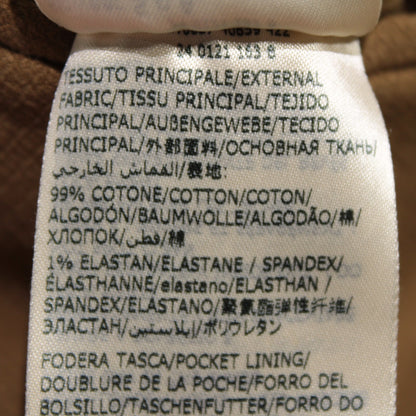 24 0121 163 8
TESSUTO PRINCIPALE/EXTERNAL
FABRIC/TISSU PRINCIPAL/TEJIDO
PRINCIPAL/AUßENGEWEBE/TECIDO
PRINCIPAL/外部面料/ОСНОВНАЯ ТКАНЬ/
القماش الخارجي/裏地:
99% COTONE/COTTON/COTON/
ALGODÓN/BAUMWOLLE/ALGODÃO/棉/
ХЛОПОК/قطن/綿
1% ELASTAN/ELASTANE / SPANDEX/
ÉLASTHANNE/elastano/ELASTHAN /
SPANDEX/ELASTANO/聚氨酯弹性纤维/
ЭЛАСТАН/إيلاستين/ポリウレタン
FODERA TASCA/POCKET LINING/
DOUBLURE DE LA POCHE/FORRO DEL
BOLSILLO/TASCHENFUTTER/FORRO DO